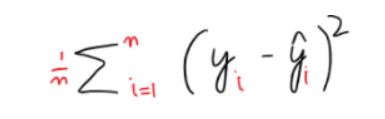 1/n ∑ i=1 n (y_i - ŷ_i)^2